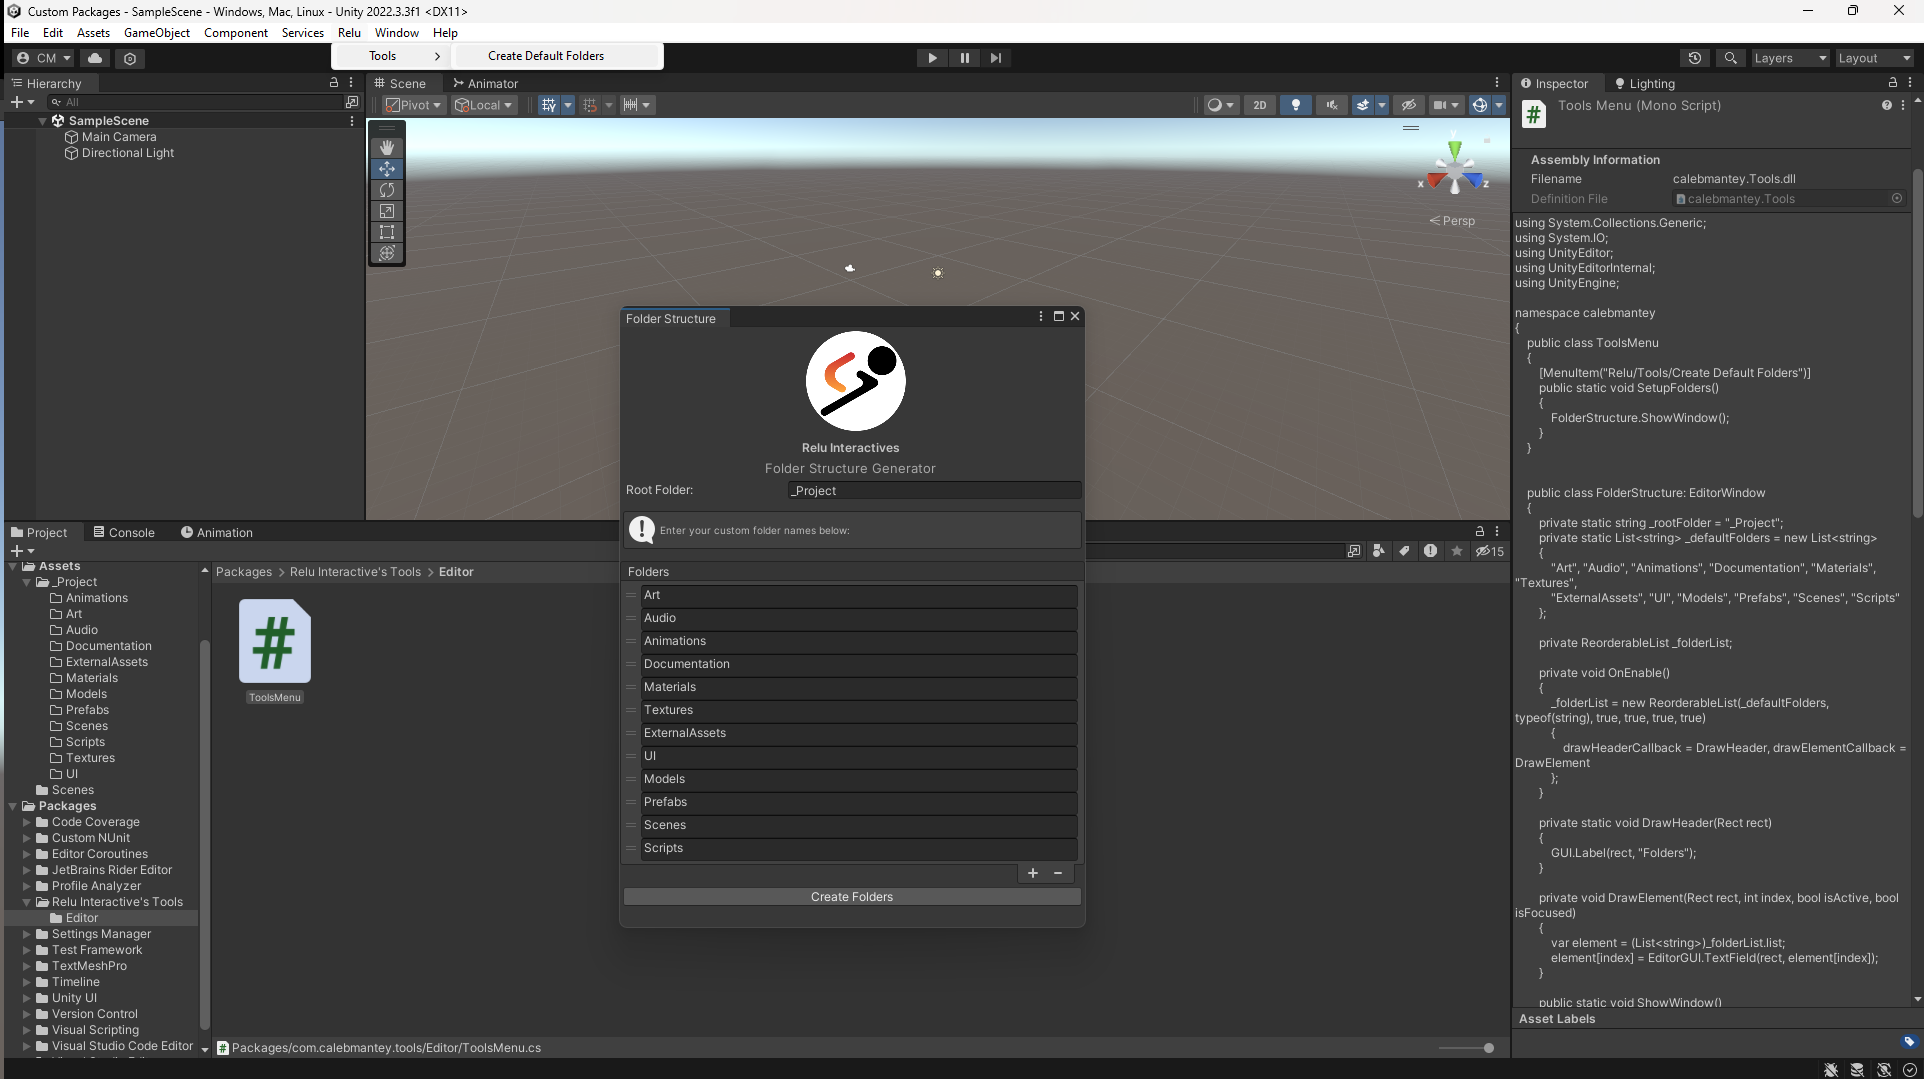 Custom Packages - SampleScene - Windows, Mac, Linux - Unity 2022.3.3f1 <DX11>
File Edit Assets GameObject Component Services Relu Window Help
Tools
Create Default Folders
CM
Layers
Layout
Hierarchy
All
SampleScene
Main Camera
Directional Light
Scene
Animator
Pivot
Local
2D
y
x
z
Persp
Folder Structure
Relu Interactives
Folder Structure Generator
Root Folder:
_Project
Enter your custom folder names below:
Folders
Art
Audio
Animations
Documentation
Materials
Textures
ExternalAssets
UI
Models
Prefabs
Scenes
Scripts
Create Folders
Project
Console
Animation
15
Assets
_Project
Animations
Art
Audio
Documentation
ExternalAssets
Materials
Models
Prefabs
Scenes
Scripts
Textures
UI
Scenes
Packages
Code Coverage
Custom NUnit
Editor Coroutines
JetBrains Rider Editor
Profile Analyzer
Relu Interactive's Tools
Editor
Settings Manager
Test Framework
TextMeshPro
Timeline
Unity UI
Version Control
Visual Scripting
Visual Studio Code Editor
Packages > Relu Interactive's Tools > Editor
#
ToolsMenu
Packages/com.calebmantey.tools/Editor/ToolsMenu.cs
Inspector
Lighting
#
Tools Menu (Mono Script)
Assembly Information
Filename
calebmantey.Tools.dll
Definition File
calebmantey.Tools
using System.Collections.Generic;
using System.IO;
using UnityEditor;
using UnityEditorInternal;
using UnityEngine;
namespace calebmantey
{
public class ToolsMenu
{
[MenuItem("Relu/Tools/Create Default Folders")]
public static void SetupFolders()
{
FolderStructure.ShowWindow();
}
}
public class FolderStructure: EditorWindow
{
private static string _rootFolder = "_Project";
private static List<string> _defaultFolders = new List<string>
{
"Art", "Audio", "Animations", "Documentation", "Materials",
"Textures",
"ExternalAssets", "UI", "Models", "Prefabs", "Scenes", "Scripts"
};
private ReorderableList _folderList;
private void OnEnable()
{
_folderList = new ReorderableList(_defaultFolders,
typeof(string), true, true, true, true)
{
drawHeaderCallback = DrawHeader, drawElementCallback =
DrawElement
};
}
private static void DrawHeader(Rect rect)
{
GUI.Label(rect, "Folders");
}
private void DrawElement(Rect rect, int index, bool isActive, bool
isFocused)
{
var element = (List<string>)_folderList.list;
element[index] = EditorGUI.TextField(rect, element[index]);
}
public static void ShowWindow()
Asset Labels